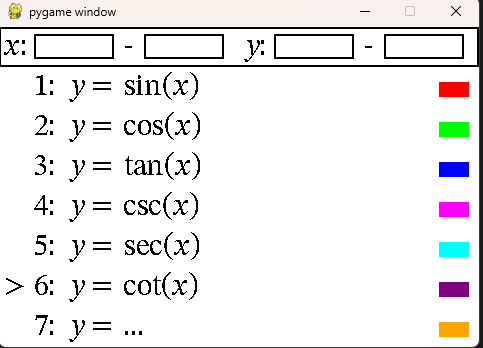 pygame window
x: - y: -
1: y = sin(x)
2: y = cos(x)
3: y = tan(x)
4: y = csc(x)
5: y = sec(x)
> 6: y = cot(x)
7: y = ...